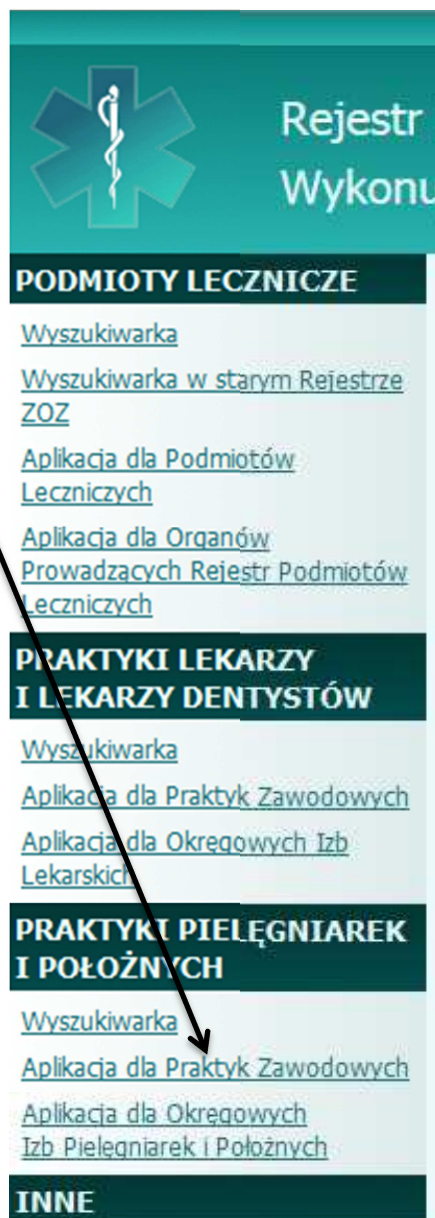 Rejestr
Wykonu
PODMIOTY LECZNICZE
Wyszukiwarka
Wyszukiwarka w starym Rejestrze
ZOZ
Aplikacja dla Podmiotów
Leczniczych
Aplikacja dla Organów
Prowadzących Rejestr Podmiotów
Leczniczych
PRAKTYKI LEKARZY
I LEKARZY DENTYSTÓW
Wyszukiwarka
Aplikacja dla Praktyk Zawodowych
Aplikacja dla Okręgowych Izb
Lekarskich
PRAKTYKI PIELĘGNIAREK
I POŁOŻNYCH
Wyszukiwarka
Aplikacja dla Praktyk Zawodowych
Aplikacja dla Okręgowych
Izb Pielęgniarek i Położnych
INNE